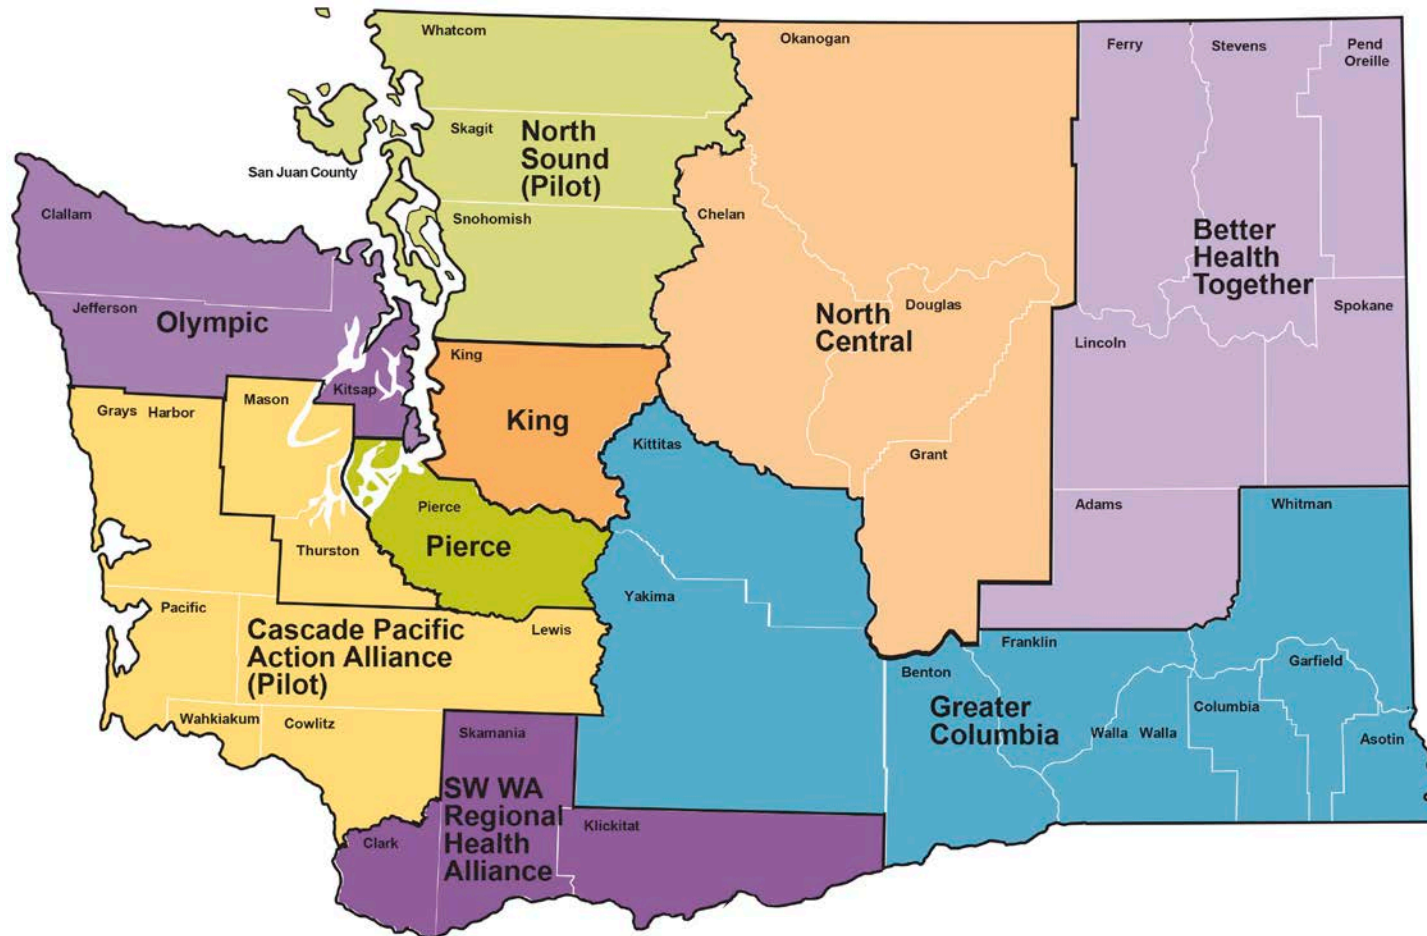 Whatcom
Okanogan
Ferry
Stevens
Pend
Oreille
Skagit
North
Sound
(Pilot)
San Juan County
Snohomish
Chelan
Clallam
Better
Health
Together
Jefferson
Olympic
Douglas
North
Central
Spokane
Lincoln
King
King
Kitsap
Mason
Grays Harbor
Kittitas
Grant
Adams
Whitman
Pierce
Pierce
Thurston
Yakima
Pacific
Cascade Pacific
Action Alliance
(Pilot)
Lewis
Franklin
Benton
Garfield
Greater
Columbia
Columbia
Walla Walla
Asotin
Wahkiakum
Cowlitz
Skamania
SW WA
Regional
Health
Alliance
Klickitat
Clark